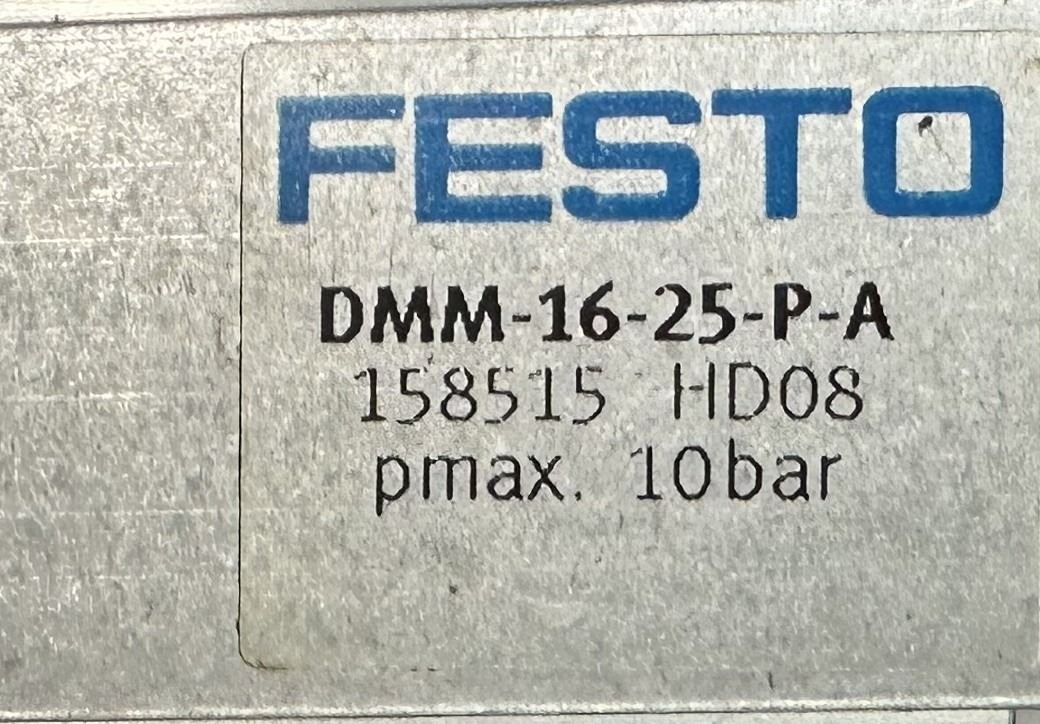 FESTO
DMM-16-25-P-A
158515 HD08
pmax. 10bar